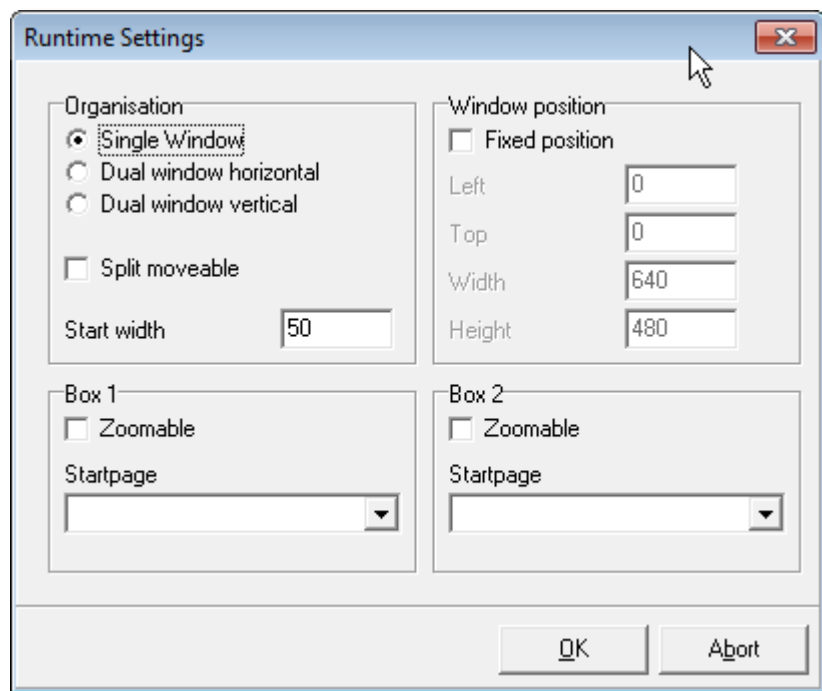 Runtime Settings
Organisation
Single Window
Dual window horizontal
Dual window vertical
Split moveable
Start width 50
Window position
Fixed position
Left 0
Top 0
Width 640
Height 480
Box 1
Zoomable
Startpage
Box 2
Zoomable
Startpage
OK Abort